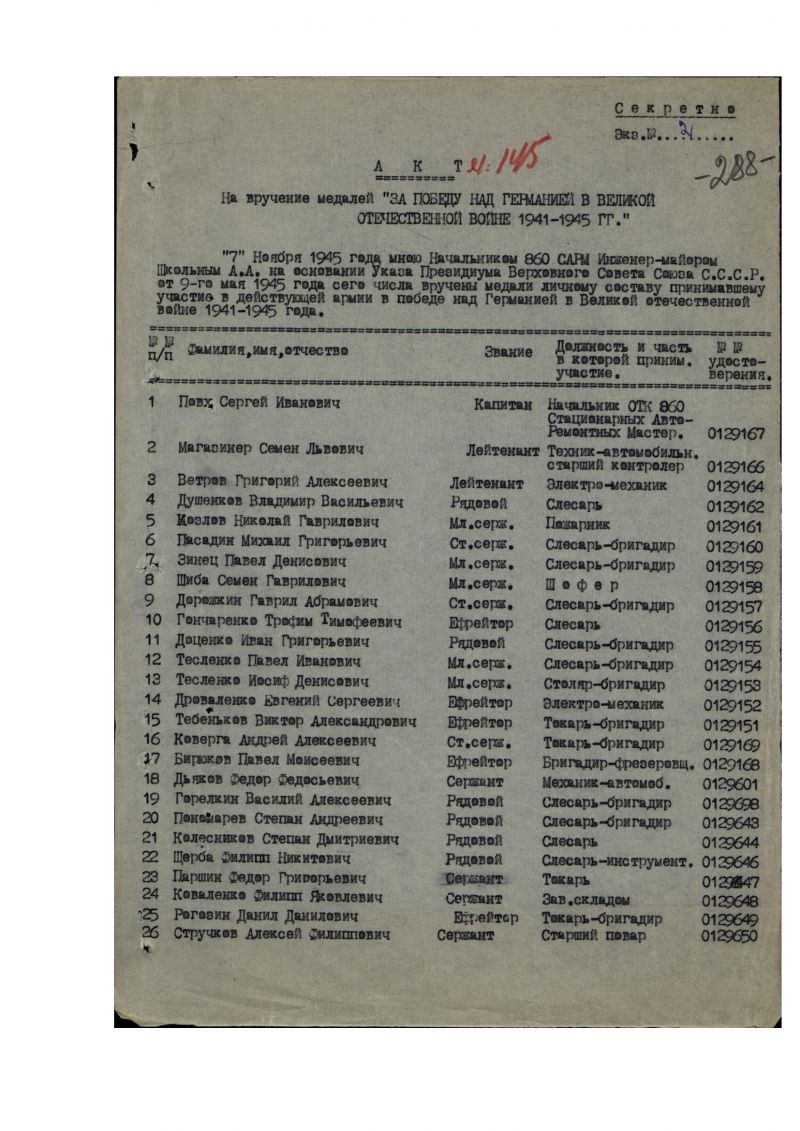 Секретно
Экз.№....2.....
А К Т и. 145
-288-
На вручение медалей "ЗА ПОБЕДУ НАД ГЕРМАНИЕЙ В ВЕЛИКОЙ
ОТЕЧЕСТВЕННОЙ ВОЙНЕ 1941-1945 ГГ."
"7" Ноября 1945 года мною Начальником 860 САРМ Инженер-майором
Школьным А.А. на основании Указа Президиума Верховного Совета Союза С.С.С.Р.
от 9-го мая 1945 года сего числа вручены медали личному составу принимавшему
участие в действующей армии в победе над Германией в Великой отечественной
войне 1941-1945 года.
№ № п/п Фамилия,имя,отчество Звание Должность и часть в которой приним. участие. № № удосто-верения.
1 Повх Сергей Иванович Капитан Начальник ОТК 860
Стационарных Авто-
Ремонтных Мастер. 0129167
2 Магазинер Семен Львович Лейтенант Техник-автомобильн.
старший контролер 0129166
3 Ветров Григорий Алексеевич Лейтенант Электро-механик 0129164
4 Душенков Владимир Васильевич Рядовой Слесарь 0129162
5 Козлов Николай Гаврилович Мл.серж. Пожарник 0129161
6 Пасадин Михаил Григорьевич Ст.серж. Слесарь-бригадир 0129160
7 Зинец Павел Денисович Мл.серж. Слесарь-бригадир 0129159
8 Шиба Семен Гаврилович Мл.серж. Шофер 0129158
9 Дорожкин Гаврил Абрамович Ст.серж. Слесарь-бригадир 0129157
10 Гончаренко Трофим Тимофеевич Ефрейтор Слесарь 0129156
11 Доценко Иван Григорьевич Рядовой Слесарь-бригадир 0129155
12 Тесленко Павел Иванович Мл.серж. Слесарь-бригадир 0129154
13 Тесленко Иосиф Денисович Мл.серж. Столяр-бригадир 0129153
14 Дроваленко Евгений Сергеевич Ефрейтор Электро-механик 0129152
15 Тебеньков Виктор Александрович Ефрейтор Токарь-бригадир 0129151
16 Коверга Андрей Алексеевич Ст.серж. Токарь-бригадир 0129169
17 Бирюков Павел Моисеевич Ефрейтор Бригадир-фрезеровщ. 0129168
18 Дьяков Федор Федосьевич Сержант Механик-автомоб. 0129601
19 Горелкин Василий Алексеевич Рядовой Слесарь-бригадир 0129698
20 Пономарев Степан Андреевич Рядовой Слесарь-бригадир 0129643
21 Колесников Степан Дмитриевич Рядовой Слесарь 0129644
22 Щерба Филипп Никитович Рядовой Слесарь-инструмент. 0129646
23 Паршин Федор Григорьевич Сержант Токарь
24 Коваленко Филипп Яковлевич Сержант Зав.складом 0129648
25 Рогозин Данил Данилович Ефрейтор Токарь-бригадир 0129649
26 Стручков Алексей Филиппович Сержант Старший повар 0129650